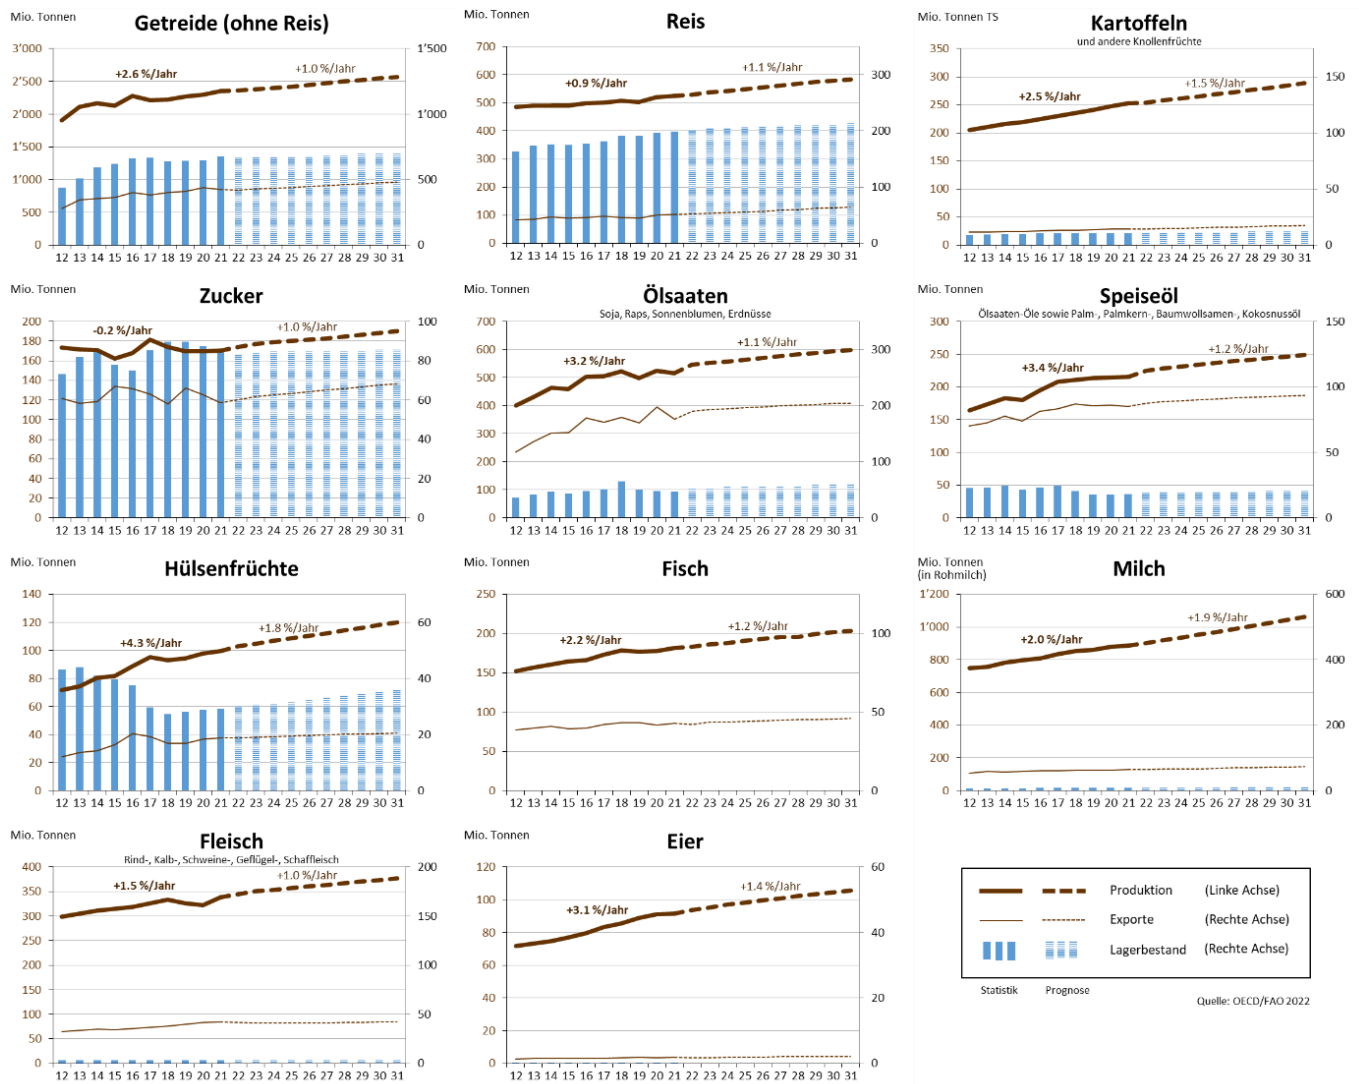 Mio. Tonnen
Getreide (ohne Reis)
3'000 2'500 2'000 1'500 1'000 500 0
1'500 1'000 500 0
+2.6 %/Jahr
+1.0 %/Jahr
12 13 14 15 16 17 18 19 20 21 22 23 24 25 26 27 28 29 30 31
Mio. Tonnen
Reis
700 600 500 400 300 200 100 0
300 200 100 0
+0.9 %/Jahr
+1.1 %/Jahr
12 13 14 15 16 17 18 19 20 21 22 23 24 25 26 27 28 29 30 31
Mio. Tonnen TS
Kartoffeln
und andere Knollenfrüchte
350 300 250 200 150 100 50 0
150 100 50 0
+2.5 %/Jahr
+1.5 %/Jahr
12 13 14 15 16 17 18 19 20 21 22 23 24 25 26 27 28 29 30 31
Mio. Tonnen
Zucker
200 180 160 140 120 100 80 60 40 20 0
100 80 60 40 20 0
-0.2 %/Jahr
+1.0 %/Jahr
12 13 14 15 16 17 18 19 20 21 22 23 24 25 26 27 28 29 30 31
Mio. Tonnen
Ölsaaten
Soja, Raps, Sonnenblumen, Erdnüsse
700 600 500 400 300 200 100 0
300 200 100 0
+3.2 %/Jahr
+1.1 %/Jahr
12 13 14 15 16 17 18 19 20 21 22 23 24 25 26 27 28 29 30 31
Mio. Tonnen
Speiseöl
Ölsaaten-Öle sowie Palm-, Palmkern-, Baumwollsamen-, Kokosnussöl
300 250 200 150 100 50 0
150 100 50 0
+3.4 %/Jahr
+1.2 %/Jahr
12 13 14 15 16 17 18 19 20 21 22 23 24 25 26 27 28 29 30 31
Mio. Tonnen
Hülsenfrüchte
140 120 100 80 60 40 20 0
60 40 20 0
+4.3 %/Jahr
+1.8 %/Jahr
12 13 14 15 16 17 18 19 20 21 22 23 24 25 26 27 28 29 30 31
Mio. Tonnen
Fisch
250 200 150 100 50 0
100 50 0
+2.2 %/Jahr
+1.2 %/Jahr
12 13 14 15 16 17 18 19 20 21 22 23 24 25 26 27 28 29 30 31
Mio. Tonnen
(in Rohmilch)
Milch
1'200 1'000 800 600 400 200 0
600 400 200 0
+2.0 %/Jahr
+1.9 %/Jahr
12 13 14 15 16 17 18 19 20 21 22 23 24 25 26 27 28 29 30 31
Mio. Tonnen
Fleisch
Rind-, Kalb-, Schweine-, Geflügel-, Schaffleisch
400 350 300 250 200 150 100 50 0
200 150 100 50 0
+1.5 %/Jahr
+1.0 %/Jahr
12 13 14 15 16 17 18 19 20 21 22 23 24 25 26 27 28 29 30 31
Mio. Tonnen
Eier
120 100 80 60 40 20 0
60 40 20 0
+3.1 %/Jahr
+1.4 %/Jahr
12 13 14 15 16 17 18 19 20 21 22 23 24 25 26 27 28 29 30 31
Produktion (Linke Achse)
Exporte (Rechte Achse)
Lagerbestand (Rechte Achse)
Statistik Prognose
Quelle: OECD/FAO 2022